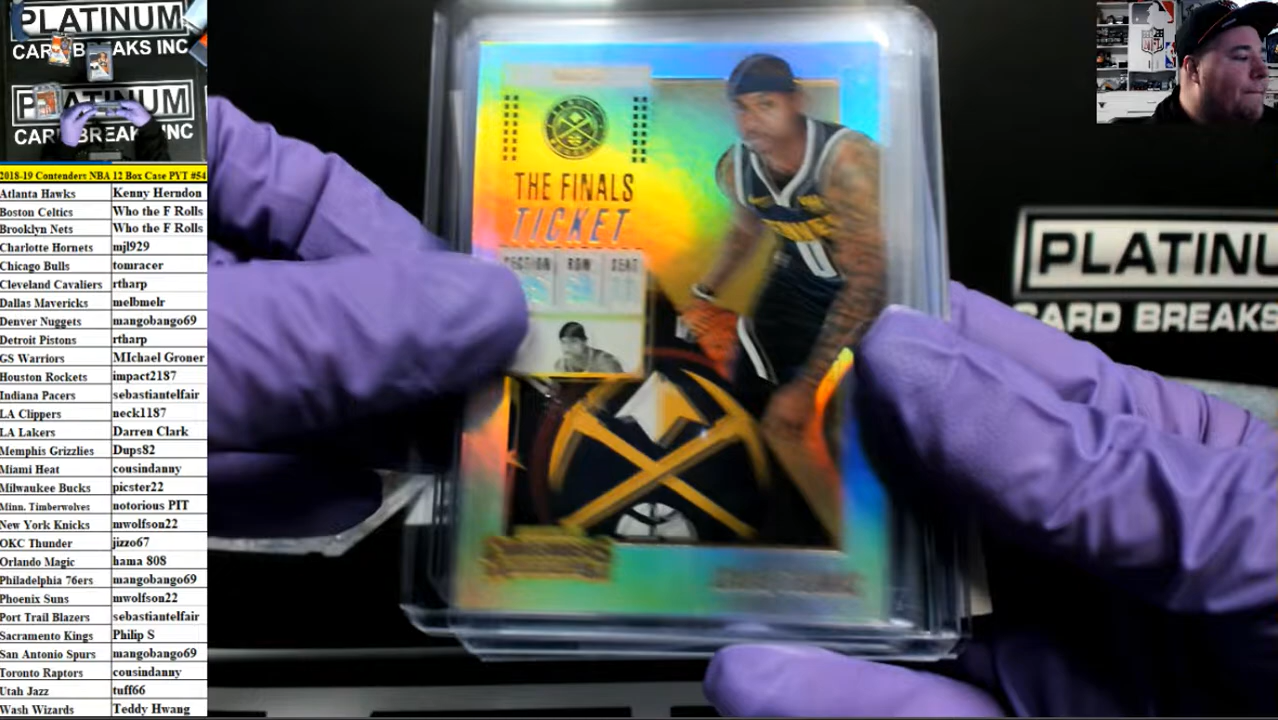 PLATINUM
CARD BREAKS INC
PLATINUM
CARD BREAKS INC
2018-19 Contenders NBA 12 Box Case PYT #54
Atlanta Hawks Kenny Herndon
Boston Celtics Who the F Rolls
Brooklyn Nets Who the F Rolls
Charlotte Hornets mjl929
Chicago Bulls tomracer
Cleveland Cavaliers rtharp
Dallas Mavericks melbmelr
Denver Nuggets mangobango69
Detroit Pistons rtharp
GS Warriors MIchael Groner
Houston Rockets impact2187
Indiana Pacers sebastiantelfair
LA Clippers neck1187
LA Lakers Darren Clark
Memphis Grizzlies Dups82
Miami Heat cousindanny
Milwaukee Bucks picster22
Minn. Timberwolves notorious PIT
New York Knicks mwolfson22
OKC Thunder jizzo67
Orlando Magic hama 808
Philadelphia 76ers mangobango69
Phoenix Suns mwolfson22
Port Trail Blazers sebastiantelfair
Sacramento Kings Philip S
San Antonio Spurs mangobango69
Toronto Raptors cousindanny
Utah Jazz tuff66
Wash Wizards Teddy Hwang
THE FINALS
TICKET
SECTION ROW SEAT
0
PLATINU
CARD BREAKS
NFL